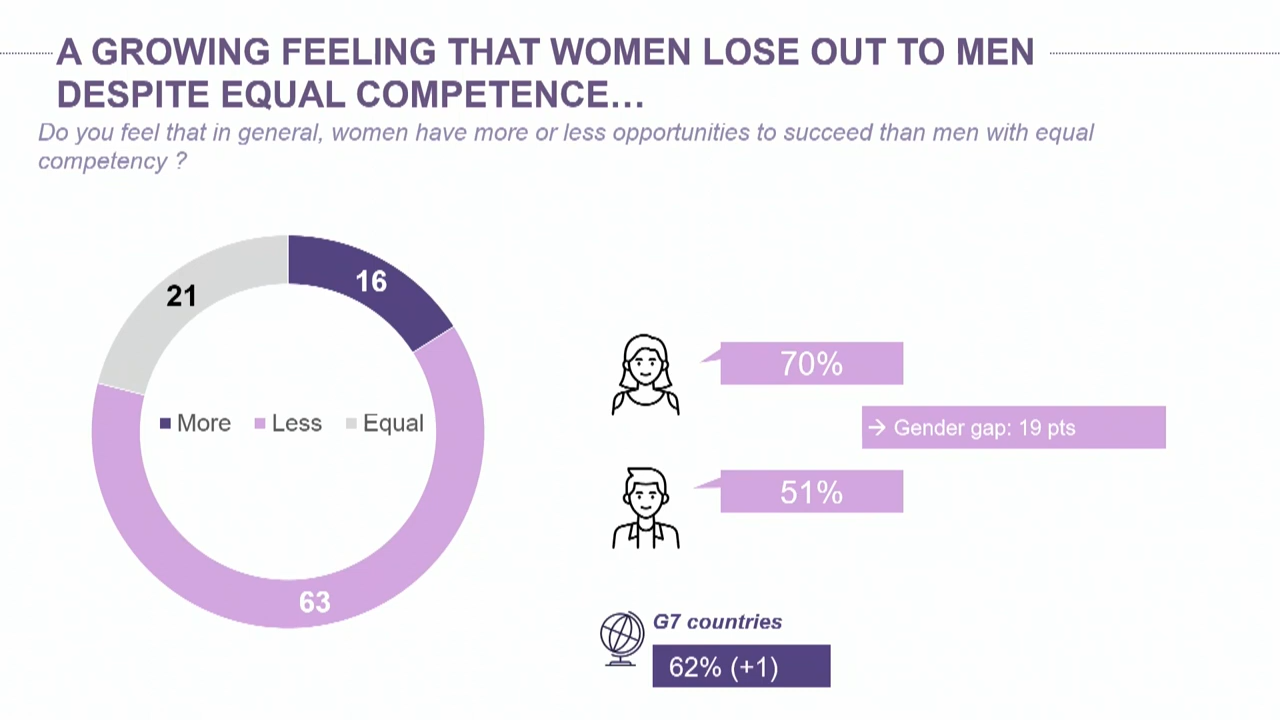 A GROWING FEELING THAT WOMEN LOSE OUT TO MEN
DESPITE EQUAL COMPETENCE…
Do you feel that in general, women have more or less opportunities to succeed than men with equal
competency ?
16
21
More Less Equal
63
70%
→ Gender gap: 19 pts
51%
G7 countries
62% (+1)